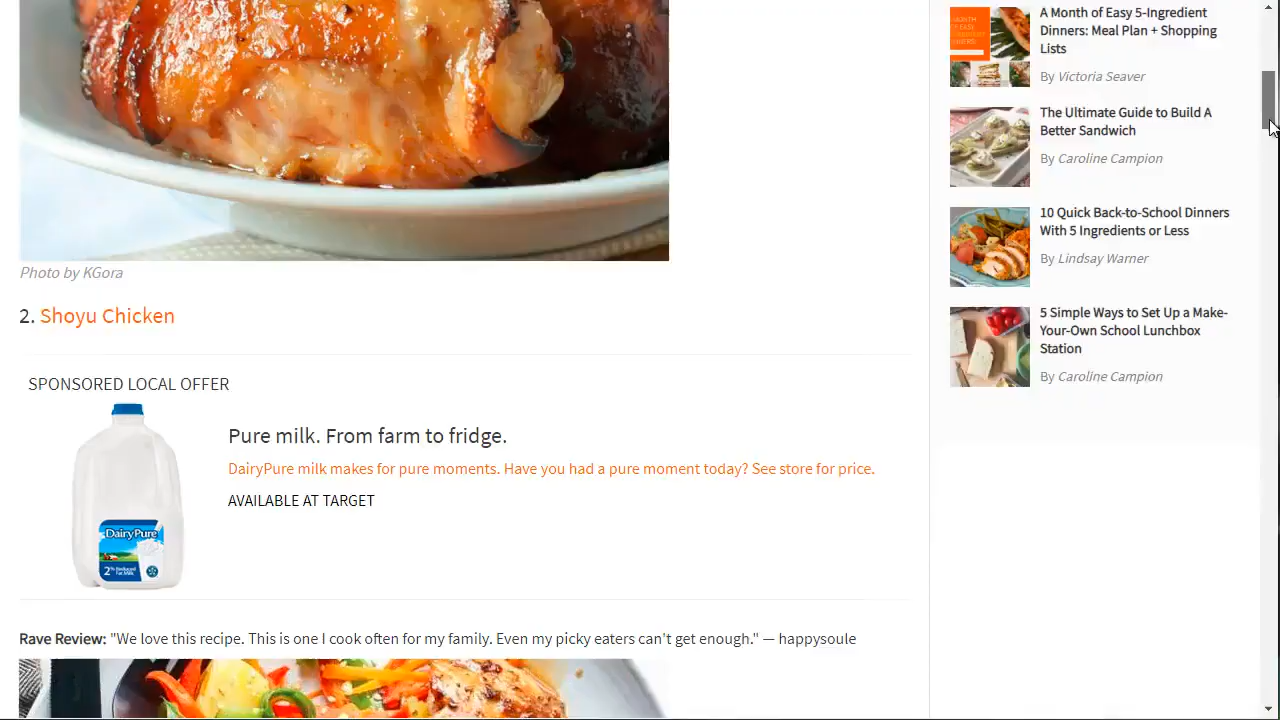 Photo by KGora
2. Shoyu Chicken
SPONSORED LOCAL OFFER
DairyPure
2% Reduced
Fat Milk
Pure milk. From farm to fridge.
DairyPure milk makes for pure moments. Have you had a pure moment today? See store for price.
AVAILABLE AT TARGET
Rave Review: "We love this recipe. This is one I cook often for my family. Even my picky eaters can't get enough." — happysoule
A Month of Easy 5-Ingredient
Dinners: Meal Plan + Shopping
Lists
By Victoria Seaver
The Ultimate Guide to Build A
Better Sandwich
By Caroline Campion
10 Quick Back-to-School Dinners
With 5 Ingredients or Less
By Lindsay Warner
5 Simple Ways to Set Up a Make-
Your-Own School Lunchbox
Station
By Caroline Campion